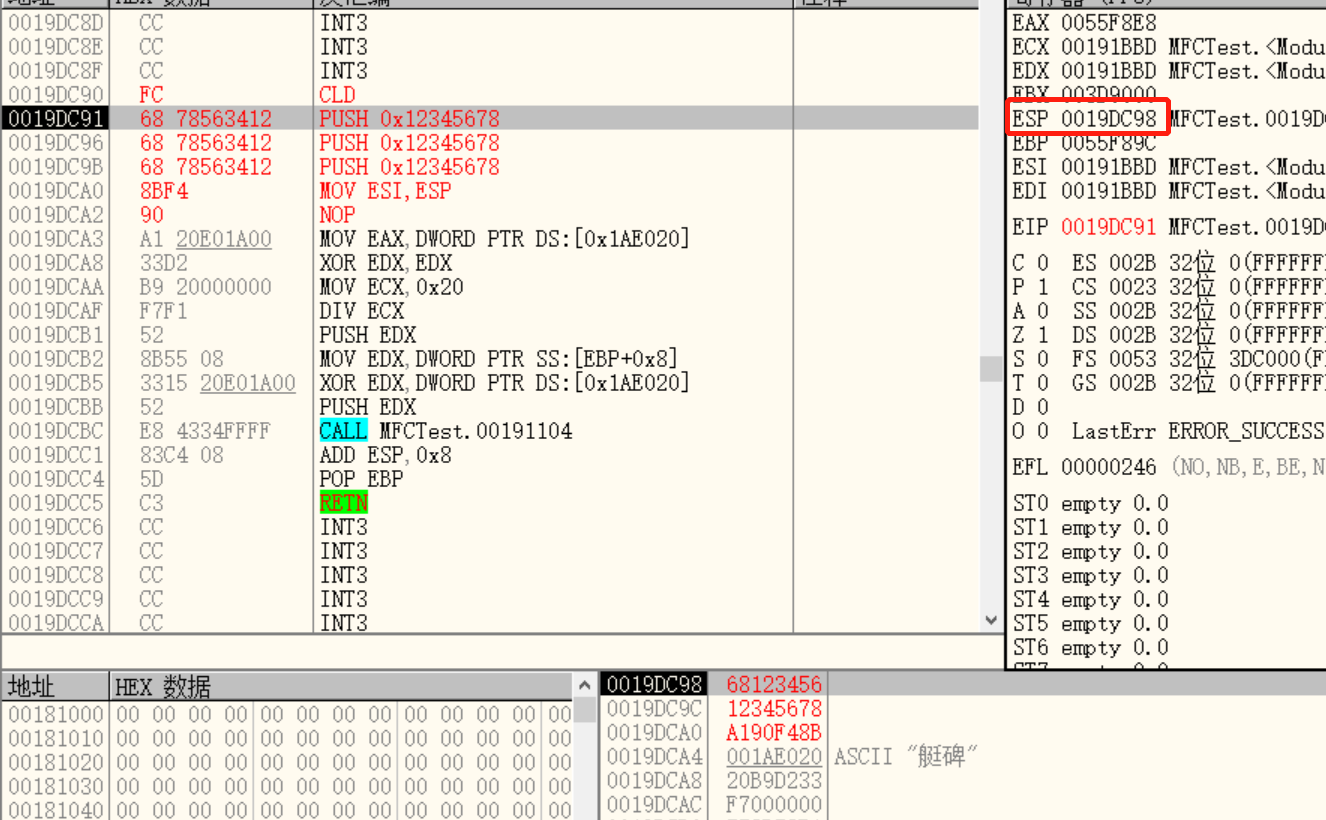 地址 HEX 数据 反汇编 注释
0019DC8D CC INT3
0019DC8E CC INT3
0019DC8F CC INT3
0019DC90 FC CLD
0019DC91 68 78563412 PUSH 0x12345678
0019DC96 68 78563412 PUSH 0x12345678
0019DC9B 68 78563412 PUSH 0x12345678
0019DCA0 8BF4 MOV ESI,ESP
0019DCA2 90 NOP
0019DCA3 A1 20E01A00 MOV EAX,DWORD PTR DS:[0x1AE020]
0019DCA8 33D2 XOR EDX,EDX
0019DCAA B9 20000000 MOV ECX,0x20
0019DCAF F7F1 DIV ECX
0019DCB1 52 PUSH EDX
0019DCB2 8B55 08 MOV EDX,DWORD PTR SS:[EBP+0x8]
0019DCB5 3315 20E01A00 XOR EDX,DWORD PTR DS:[0x1AE020]
0019DCBB 52 PUSH EDX
0019DCBC E8 4334FFFF CALL MFCTest.00191104
0019DCC1 83C4 08 ADD ESP,0x8
0019DCC4 5D POP EBP
0019DCC5 C3 RETN
0019DCC6 CC INT3
0019DCC7 CC INT3
0019DCC8 CC INT3
0019DCC9 CC INT3
0019DCCA CC INT3
寄存器 (FPU)
EAX 0055F8E8
ECX 00191BBD MFCTest.<Modu
EDX 00191BBD MFCTest.<Modu
EBX 003D9000
ESP 0019DC98 MFCTest.0019D
EBP 0055F89C
ESI 00191BBD MFCTest.<Modu
EDI 00191BBD MFCTest.<Modu
EIP 0019DC91 MFCTest.0019D
C 0 ES 002B 32位 0(FFFFFF
P 1 CS 0023 32位 0(FFFFFF
A 0 SS 002B 32位 0(FFFFFF
Z 1 DS 002B 32位 0(FFFFFF
S 0 FS 0053 32位 3DC000(F
T 0 GS 002B 32位 0(FFFFFF
D 0
O 0 LastErr ERROR_SUCCESS
EFL 00000246 (NO,NB,E,BE,N
ST0 empty 0.0
ST1 empty 0.0
ST2 empty 0.0
ST3 empty 0.0
ST4 empty 0.0
ST5 empty 0.0
ST6 empty 0.0
地址 HEX 数据
00181000 00 00 00 00 00 00 00 00 00 00 00 00 00
00181010 00 00 00 00 00 00 00 00 00 00 00 00 00
00181020 00 00 00 00 00 00 00 00 00 00 00 00 00
00181030 00 00 00 00 00 00 00 00 00 00 00 00 00
00181040 00 00 00 00 00 00 00 00 00 00 00 00 00
0019DC98 68123456
0019DC9C 12345678
0019DCA0 A190F48B
0019DCA4 001AE020 ASCII "艇碑"
0019DCA8 20B9D233
0019DCAC F7000000